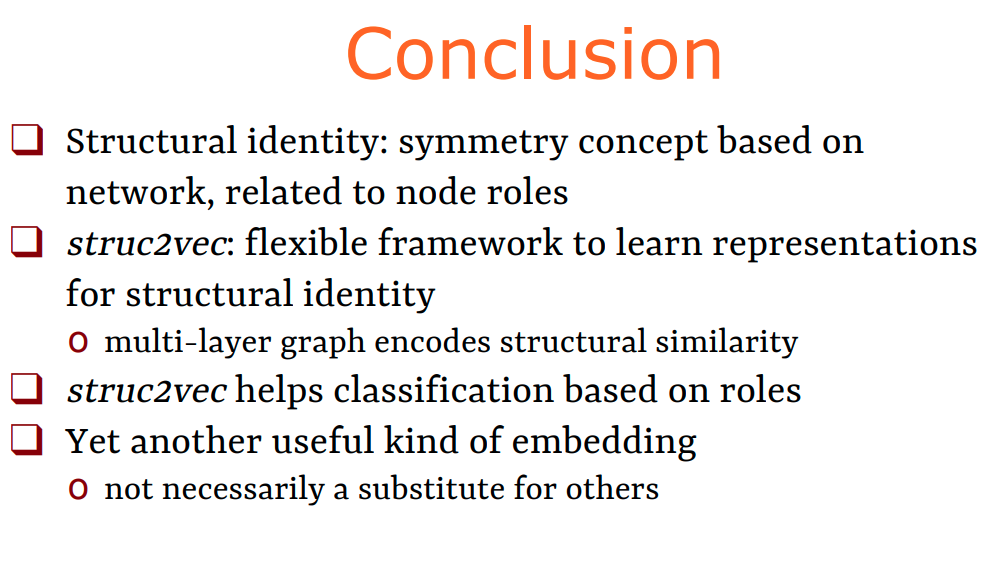 Conclusion
❑ Structural identity: symmetry concept based on
network, related to node roles
❑ struc2vec: flexible framework to learn representations
for structural identity
o multi-layer graph encodes structural similarity
❑ struc2vec helps classification based on roles
❑ Yet another useful kind of embedding
o not necessarily a substitute for others